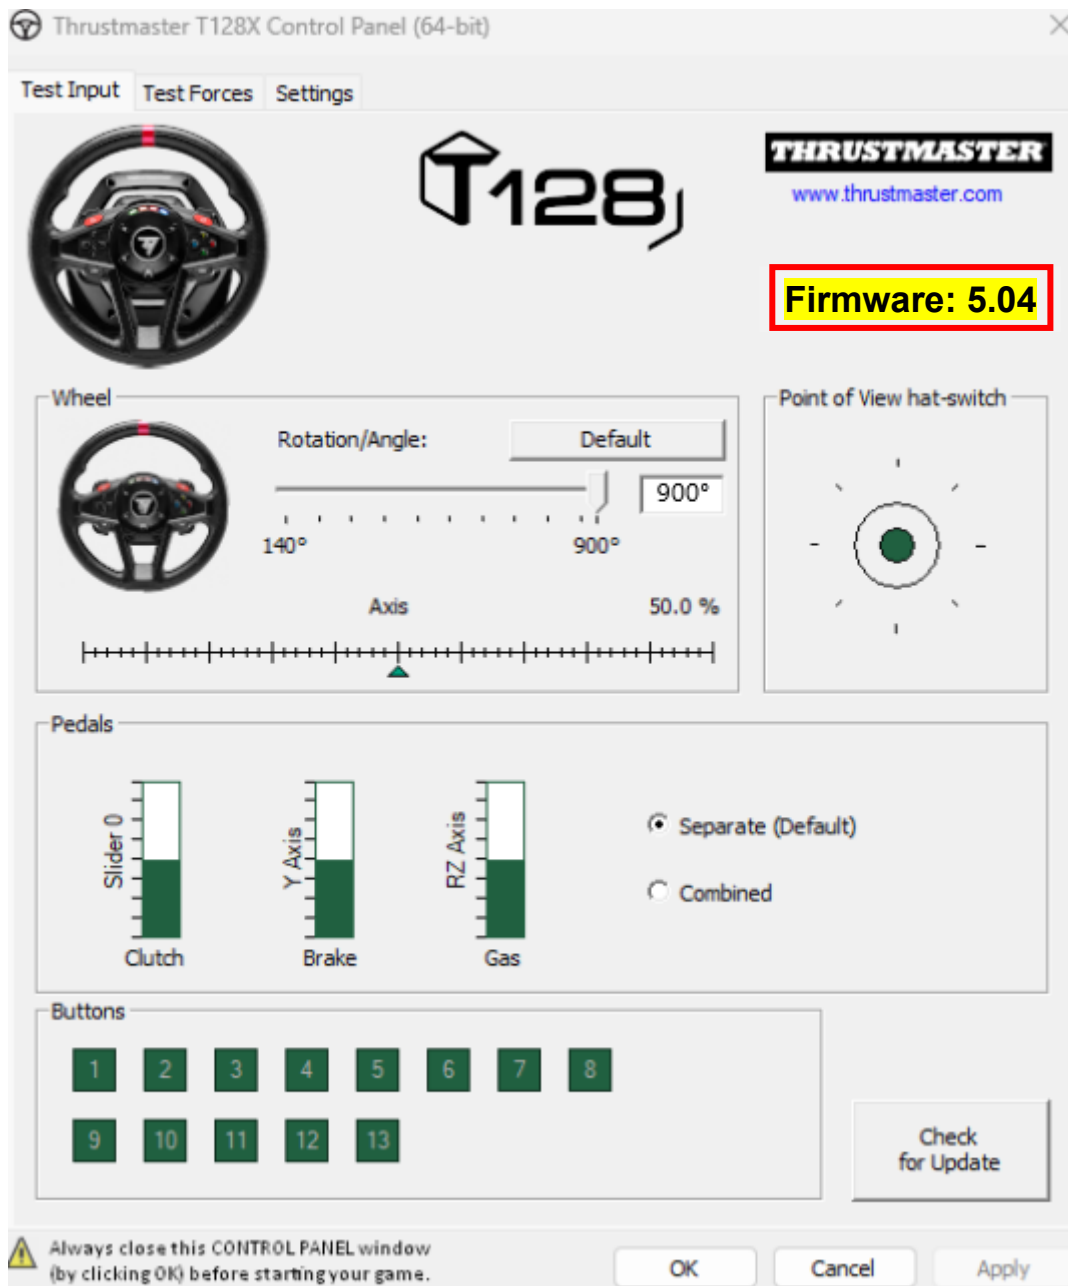 Thrustmaster T128X Control Panel (64-bit)
Test Input Test Forces Settings
T128
THRUSTMASTER
www.thrustmaster.com
Firmware: 5.04
Wheel
Rotation/Angle: Default
900°
140° 900°
Axis 50.0 %
Point of View hat-switch
Pedals
Slider 0
Clutch
Y Axis
Brake
RZ Axis
Gas
Separate (Default)
Combined
Buttons
1 2 3 4 5 6 7 8
9 10 11 12 13
Check
for Update
Always close this CONTROL PANEL window
(by clicking OK) before starting your game.
OK Cancel Apply